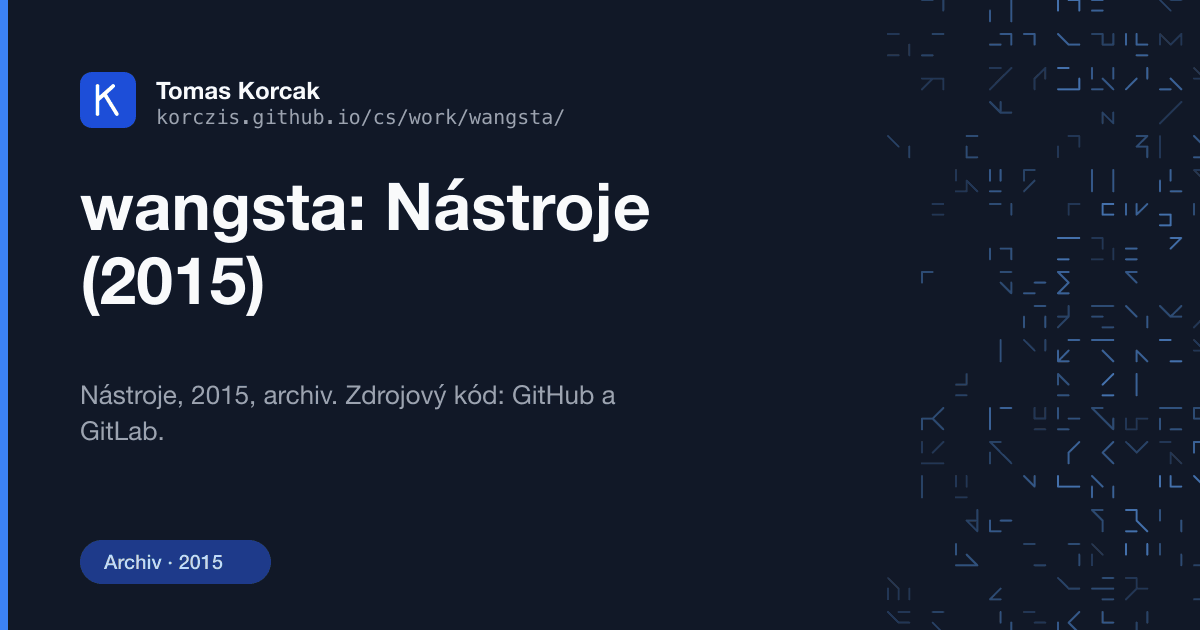 K
Tomas Korcak
korczis.github.io/cs/work/wangsta/
wangsta: Nástroje
(2015)
Nástroje, 2015, archiv. Zdrojový kód: GitHub a
GitLab.
Archiv · 2015